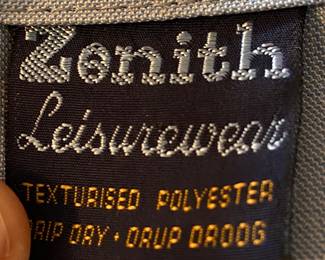 Zenith
Leisurewear
TEXTURISED POLYESTER
DRIP DRY • DRUP DROOG